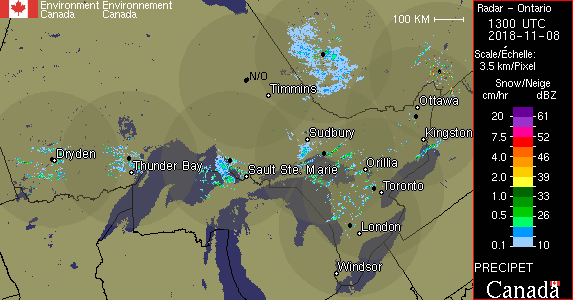 Environment Environnement
Canada Canada
100 KM
N/O
Timmins
Ottawa
Sudbury
Kingston
Dryden
Thunder Bay
Sault Ste. Marie
Orillia
Toronto
London
Windsor
Radar - Ontario
1300 UTC
2018-11-08
Scale/Échelle:
3.5 km/Pixel
Snow/Neige
cm/hr dBZ
20 61
7.5 52
4.0 46
2.0 39
1.0 33
0.5 26
0.1 10
PRECIPET
Canada